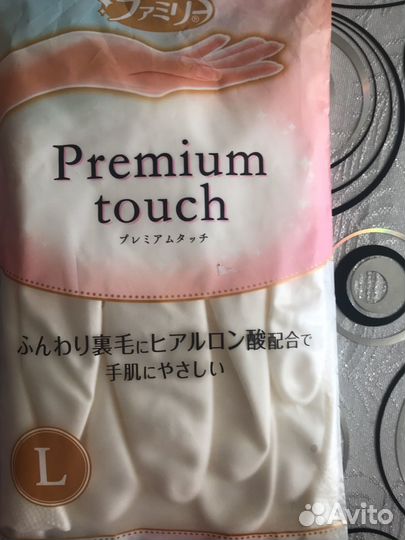 ファミリー®
Premium
touch
プレミアムタッチ
ふんわり裏毛にヒアルロン酸配合で
手肌にやさしい
L
Avito